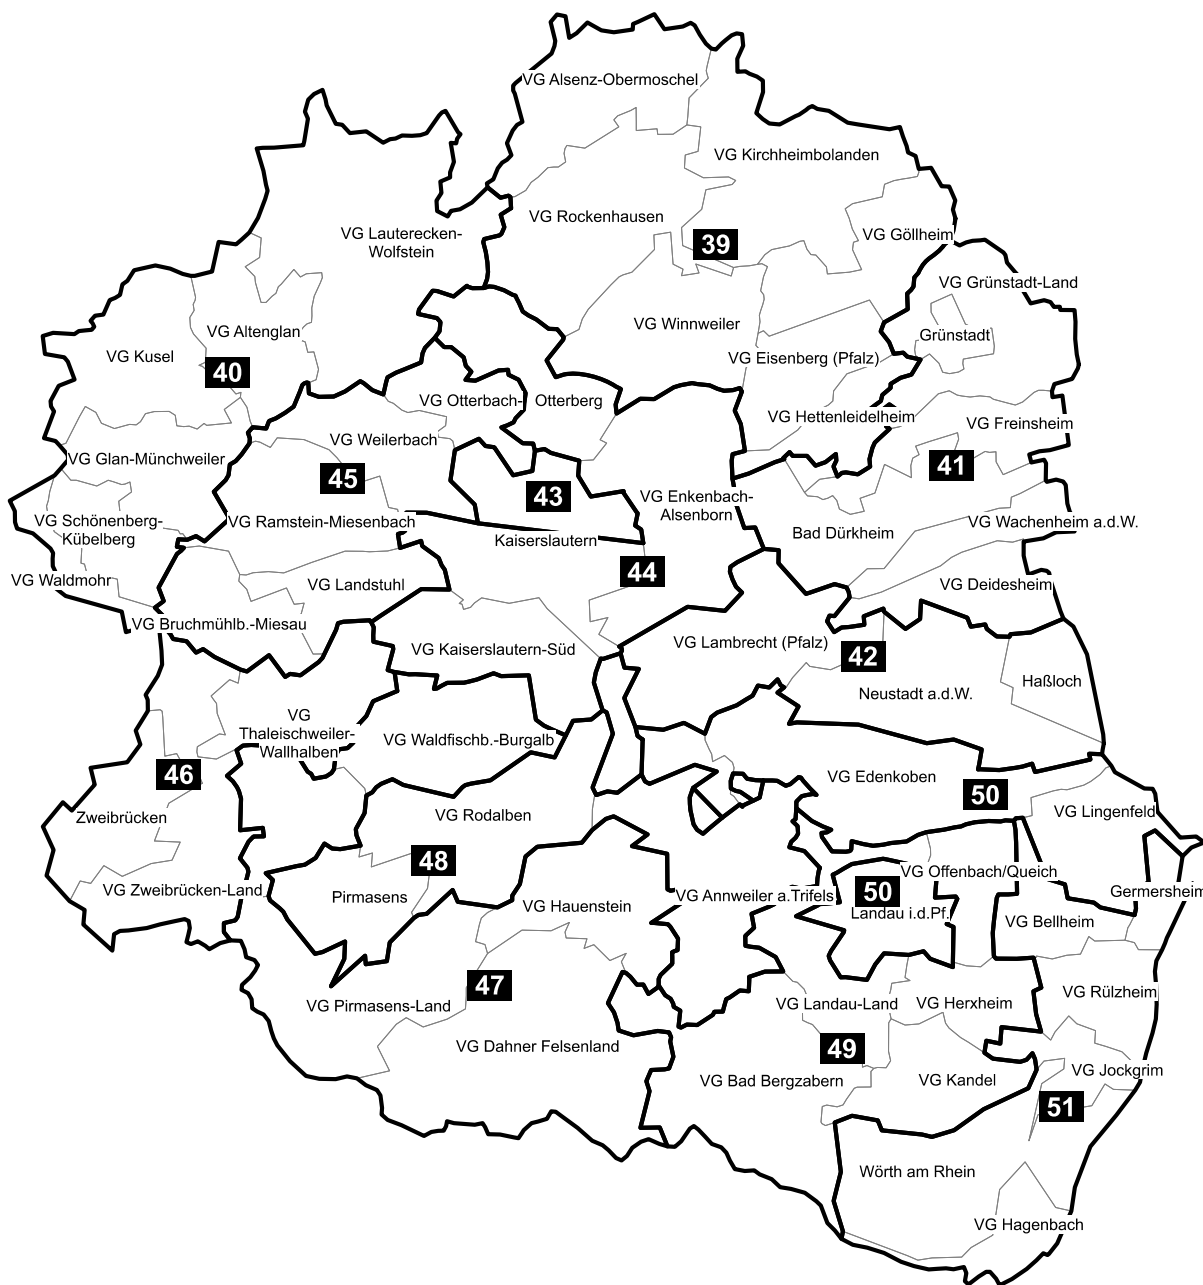 VG Alsenz-Obermoschel
VG Kirchheimbolanden
VG Rockenhausen
VG Lauterecken-
Wolfstein
39
VG Göllheim
VG Grünstadt-Land
VG Altenglan
VG Winnweiler
Grünstadt
VG Kusel
VG Eisenberg (Pfalz)
40
VG Otterbach-
Otterberg
VG Hettenleidelheim
VG Freinsheim
VG Weilerbach
VG Glan-Münchweiler
41
45
43
VG Enkenbach-
Alsenborn
VG Schönenberg-
Kübelberg
VG Ramstein-Miesenbach
Kaiserslautern
Bad Dürkheim
VG Wachenheim a.d.W.
44
VG Waldmohr
VG Landstuhl
VG Deidesheim
VG Bruchmühlb.-Miesau
VG Kaiserslautern-Süd
VG Lambrecht (Pfalz)
42
Neustadt a.d.W.
Haßloch
VG
Thaleischweiler-
Wallhalben
VG Waldfischb.-Burgalb
46
VG Edenkoben
50
Zweibrücken
VG Rodalben
VG Lingenfeld
48
VG Offenbach/Queich
VG Zweibrücken-Land
Pirmasens
VG Hauenstein
VG Annweiler a.Trifels
50
Landau i.d.Pf.
Germersheim
VG Bellheim
47
VG Pirmasens-Land
VG Landau-Land
VG Herxheim
VG Rülzheim
VG Dahner Felsenland
49
VG Bad Bergzabern
VG Kandel
VG Jockgrim
51
Wörth am Rhein
VG Hagenbach